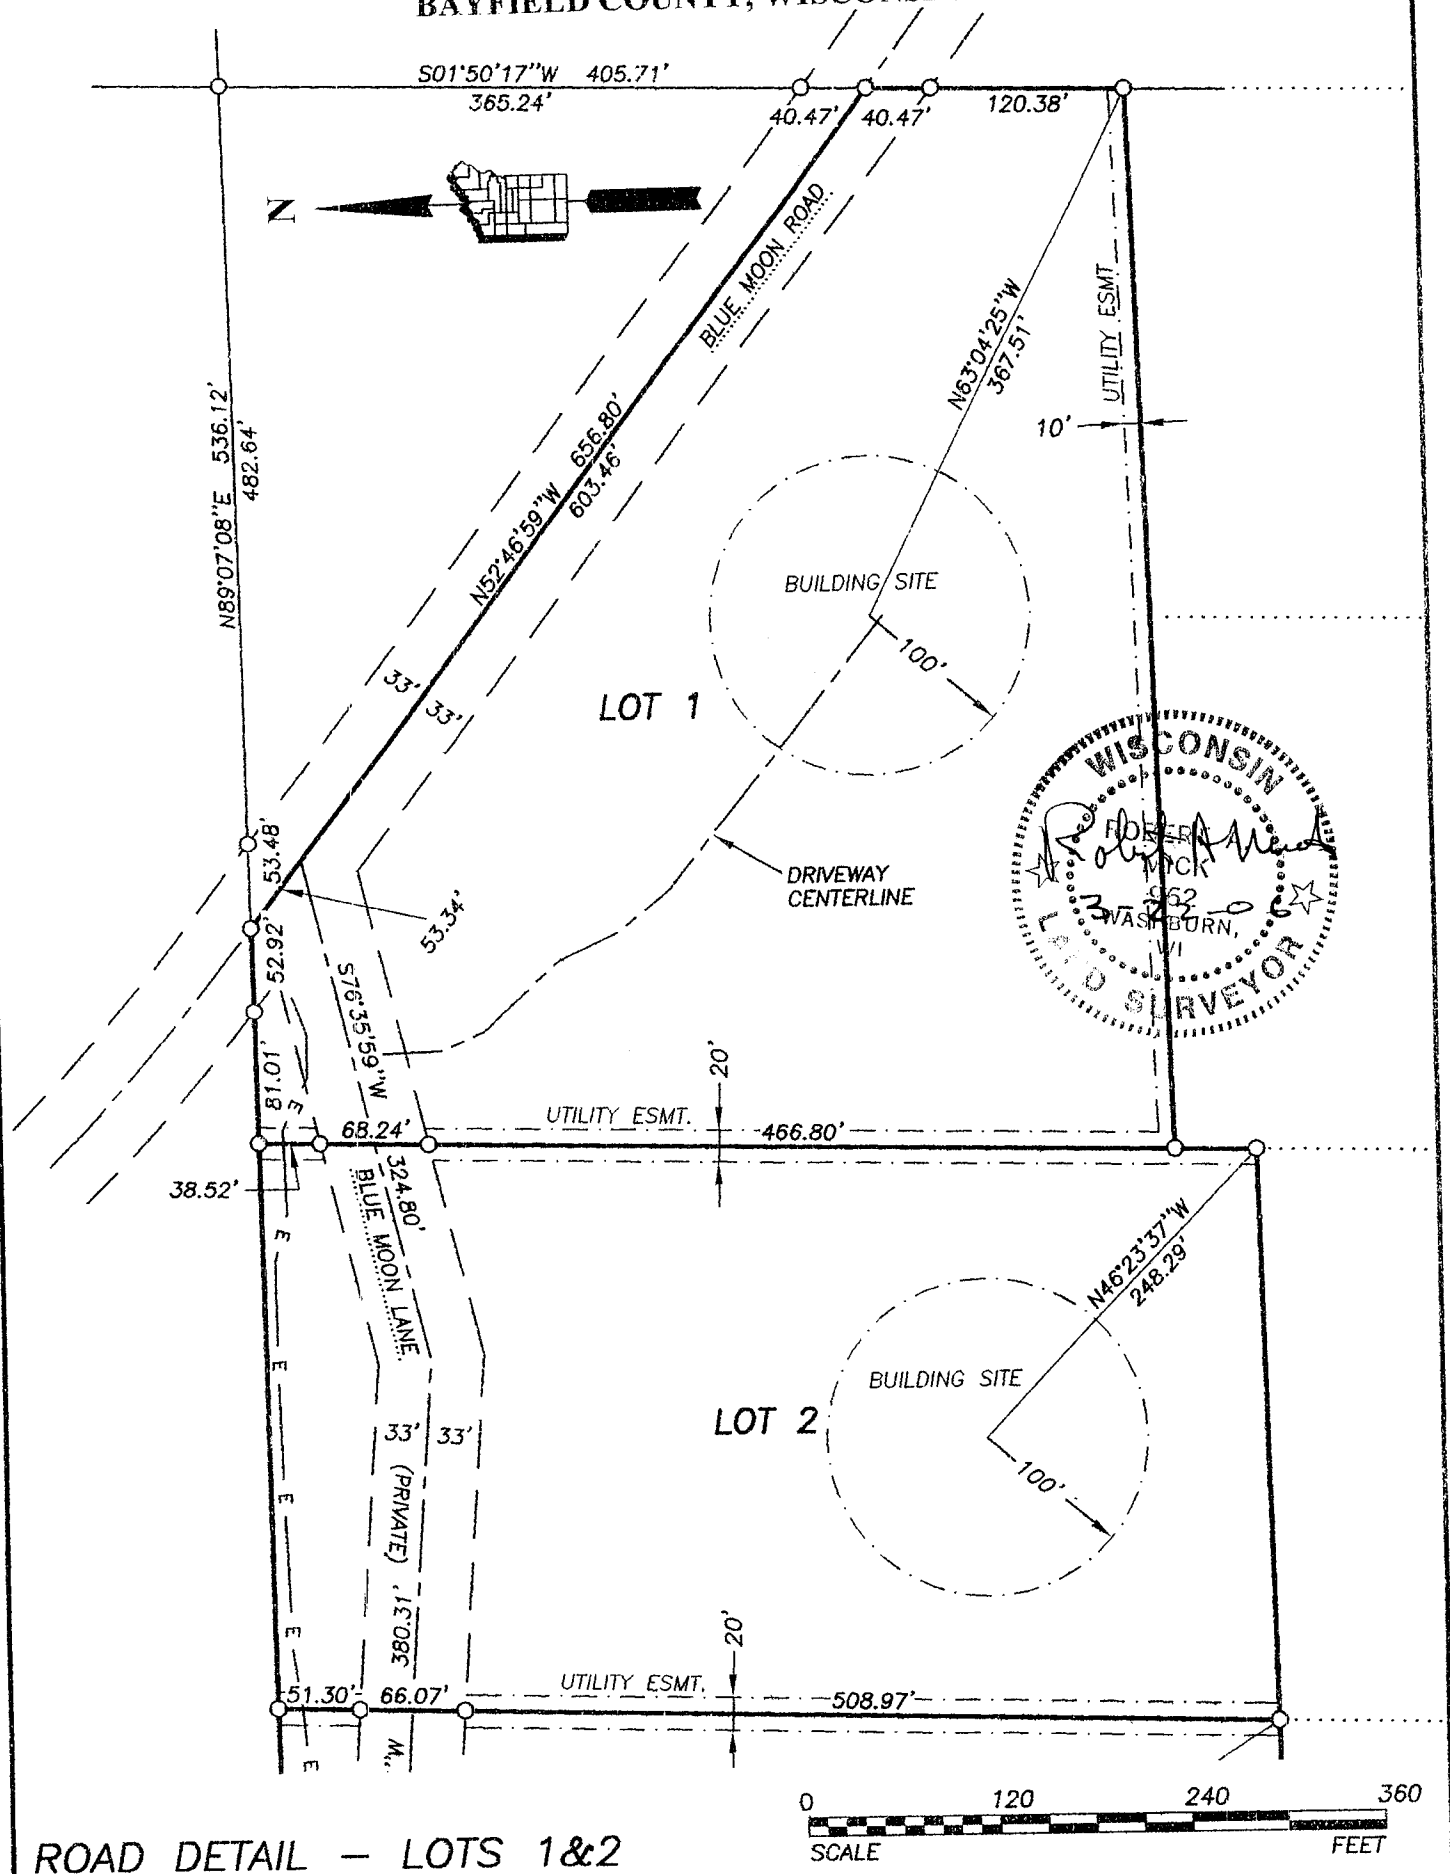 BAYFIELD COUNTY,
S01°50'17"W 405.71'
365.24'
40.47' 40.47' 120.38'
N
BLUE MOON ROAD
UTILITY ESMT
N63°04'25"W
367.51'
10'
N89°07'08"E 536.12'
482.64'
N52°46'59"W 656.80'
603.46'
BUILDING SITE
100'
33' 33'
LOT 1
WISCONSIN
ROBERT
MICK
962
WASHBURN,
WI
LAND SURVEYOR
3-22-06
DRIVEWAY
CENTERLINE
53.48'
53.34'
52.92'
S76°35'59"W
81.01'
E
20'
UTILITY ESMT.
68.24' 466.80'
38.52'
324.80'
BLUE MOON LANE
E
N46°23'37"W
248.29'
E
BUILDING SITE
LOT 2
33' 33'
100'
(PRIVATE)
E
380.31'
E
20'
UTILITY ESMT.
51.30' 66.07' 508.97'
"W
E
0 120 240 360
SCALE FEET
ROAD DETAIL – LOTS 1&2